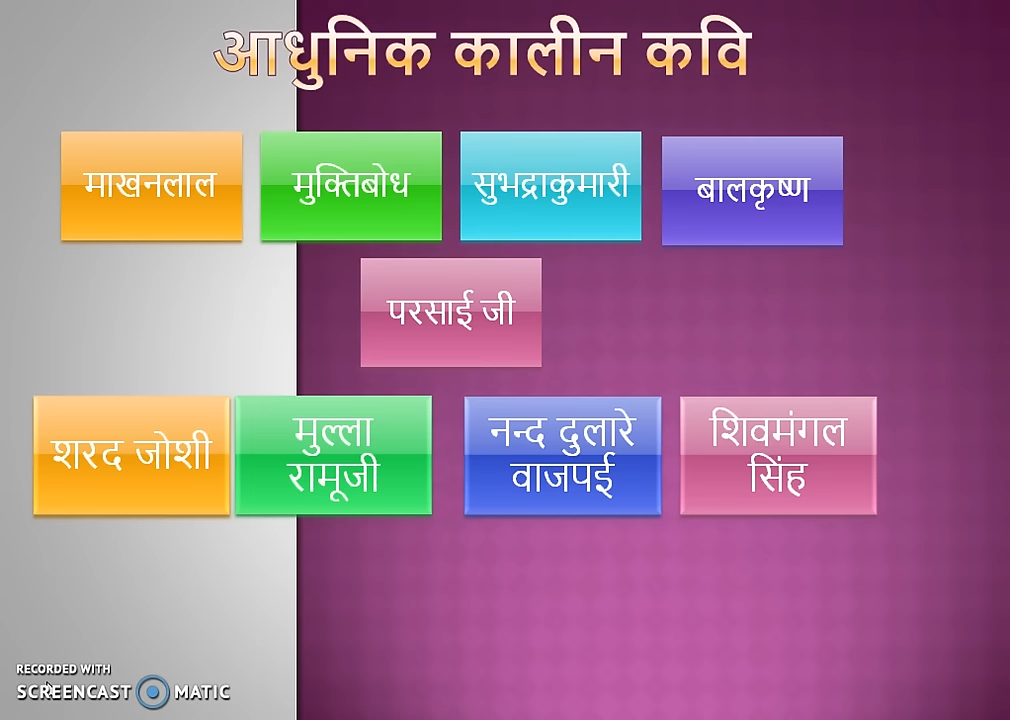 आधुनिक कालीन कवि
माखनलाल
मुक्तिबोध
सुभद्राकुमारी
बालकृष्ण
परसाई जी
शरद जोशी
मुल्ला
रामूजी
नन्द दुलारे
वाजपई
शिवमंगल
सिंह
RECORDED WITH
SCREENCAST MATIC